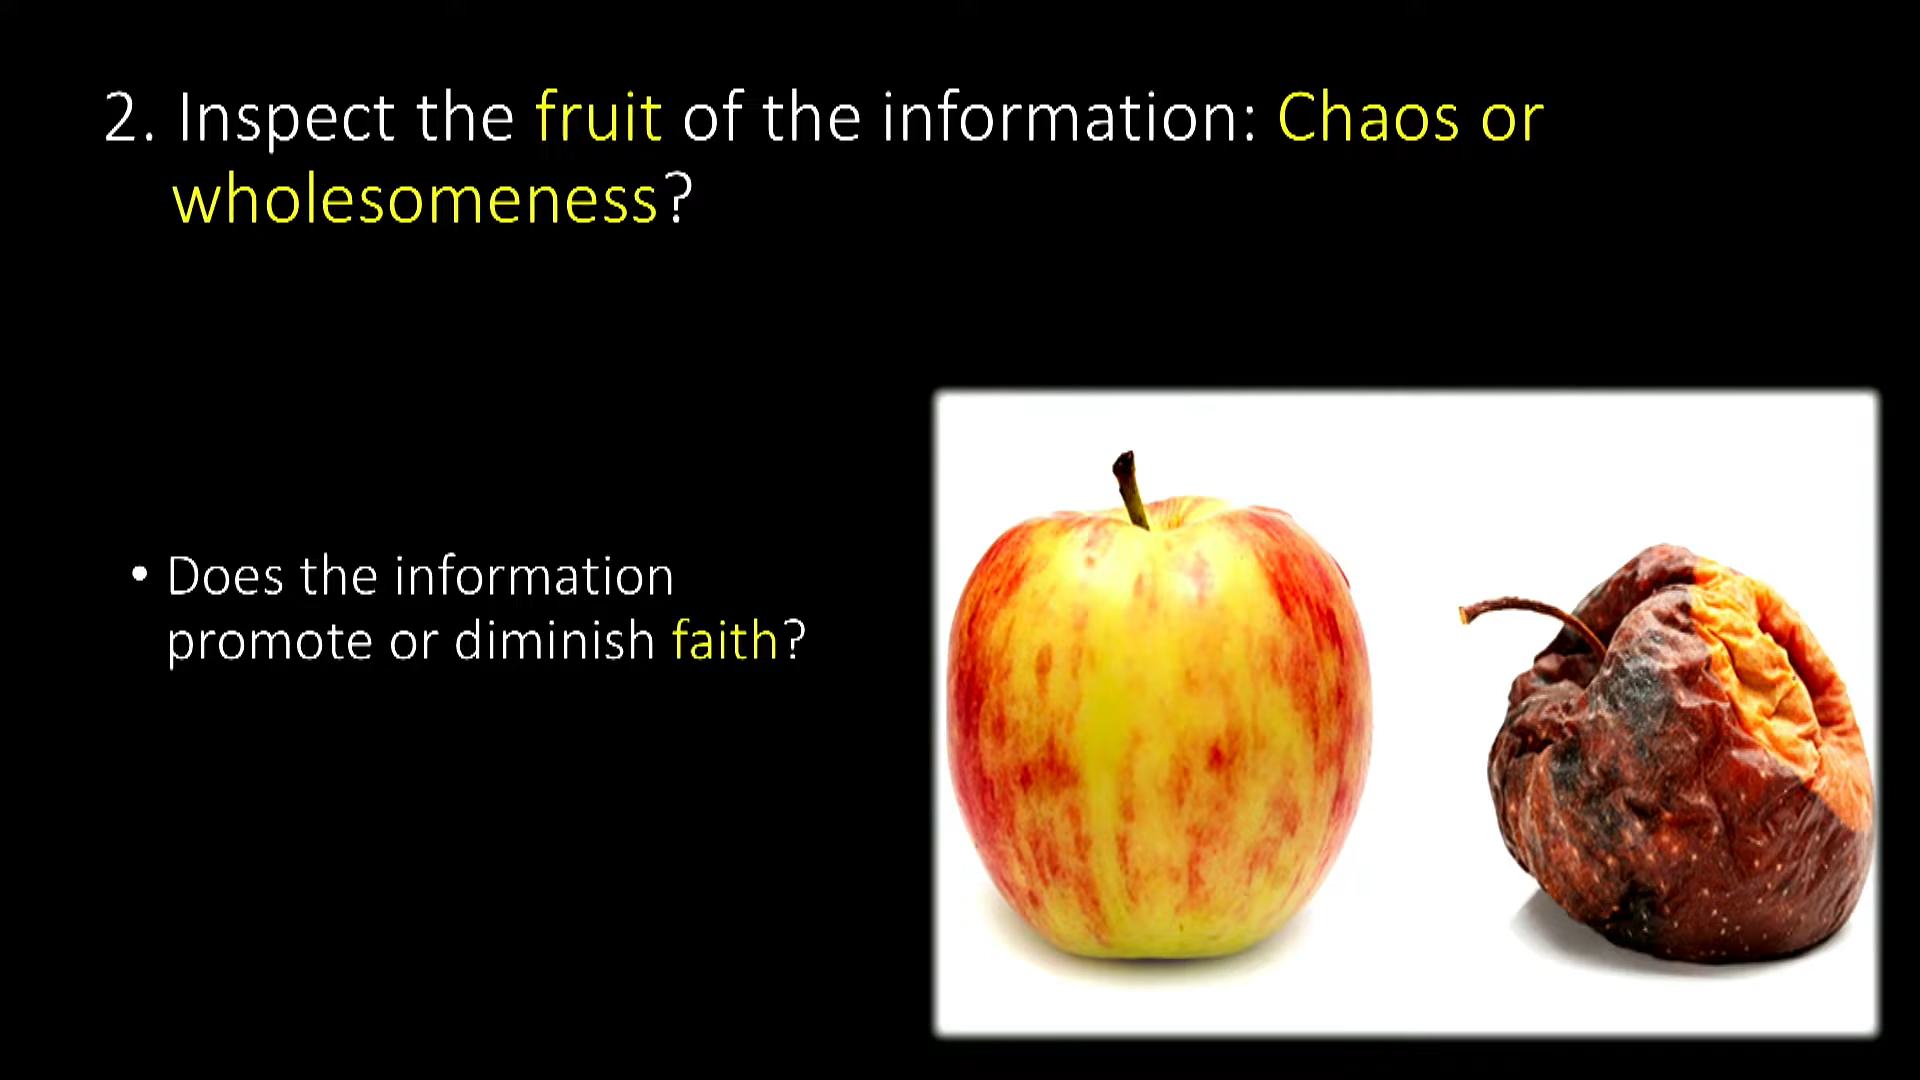 2. Inspect the fruit of the information: Chaos or
wholesomeness?
• Does the information
promote or diminish faith?